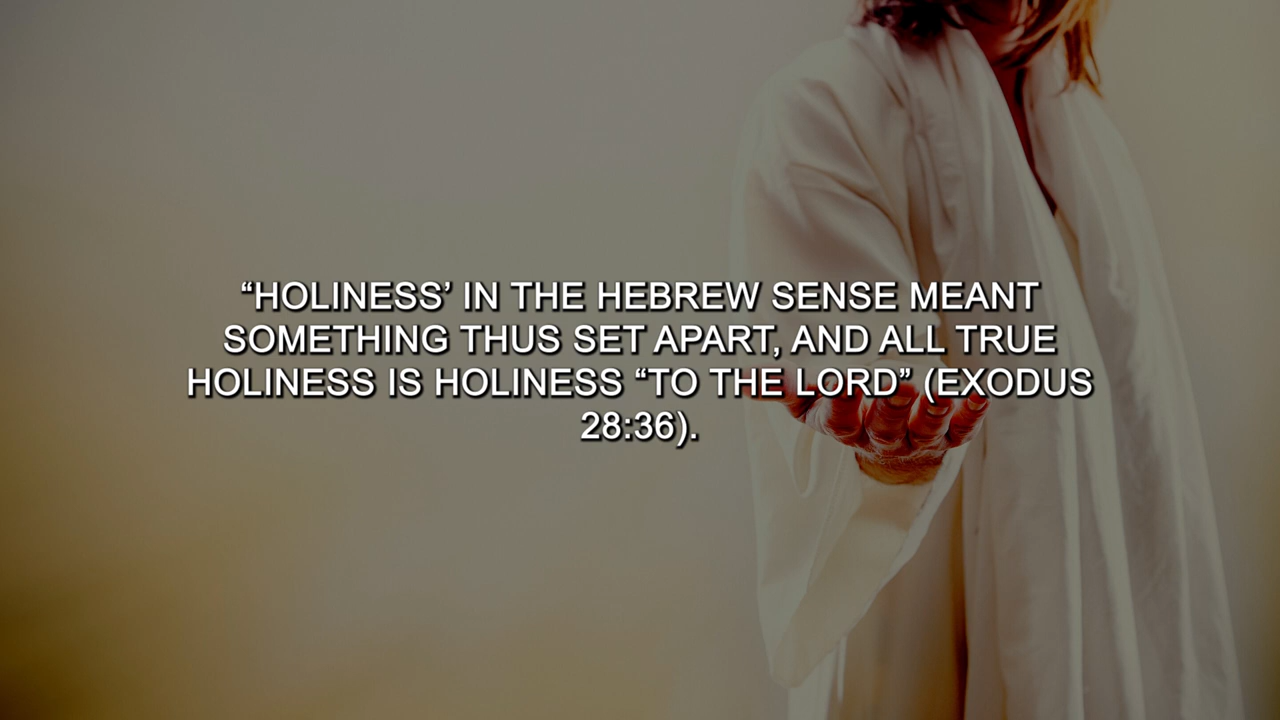 “HOLINESS’ IN THE HEBREW SENSE MEANT
SOMETHING THUS SET APART, AND ALL TRUE
HOLINESS IS HOLINESS “TO THE LORD” (EXODUS
28:36).